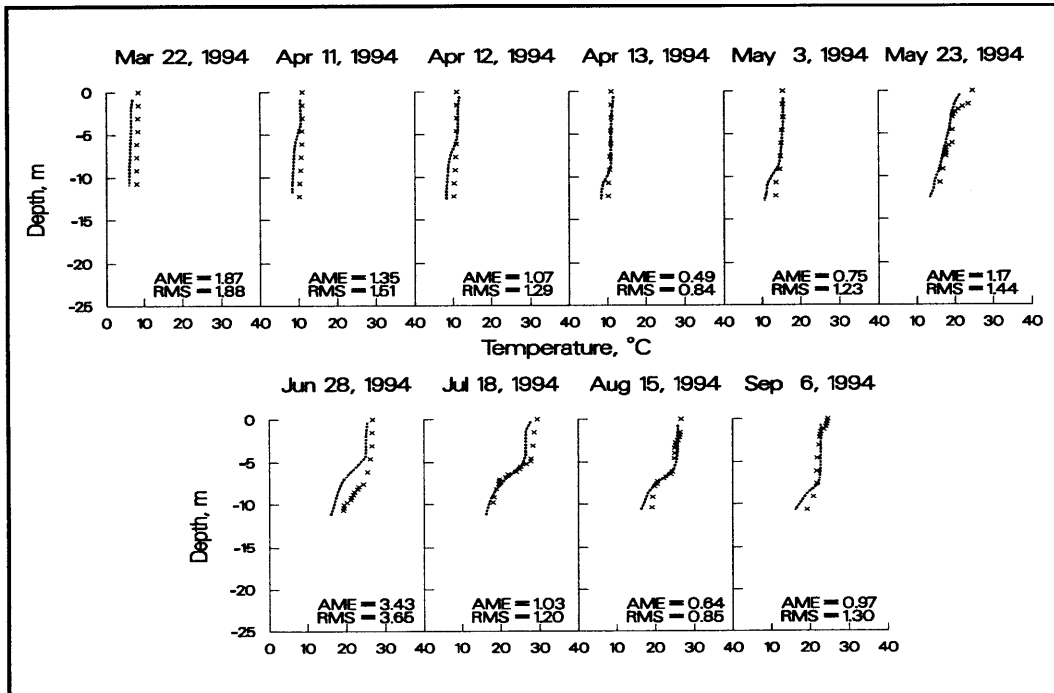 Mar 22, 1994 Apr 11, 1994 Apr 12, 1994 Apr 13, 1994 May 3, 1994 May 23, 1994
0
-5
-10
-15
-20
-25
Depth, m
AME = 1.87 AME = 1.35 AME = 1.07 AME = 0.49 AME = 0.75 AME = 1.17
RMS = 1.88 RMS = 1.51 RMS = 1.29 RMS = 0.84 RMS = 1.23 RMS = 1.44
0 10 20 30 40 10 20 30 40 10 20 30 40 10 20 30 40 10 20 30 40 10 20 30 40
Temperature, °C
Jun 28, 1994 Jul 18, 1994 Aug 15, 1994 Sep 6, 1994
0
-5
-10
-15
-20
-25
Depth, m
AME = 3.43 AME = 1.03 AME = 0.64 AME = 0.97
RMS = 3.65 RMS = 1.20 RMS = 0.85 RMS = 1.30
0 10 20 30 40 10 20 30 40 10 20 30 40 10 20 30 40